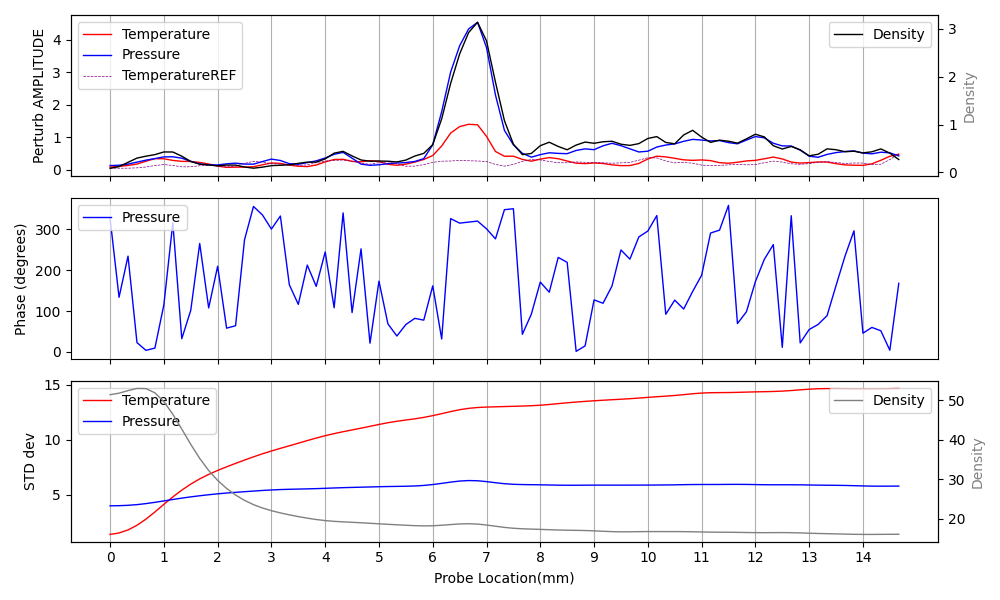 Perturb AMPLITUDE
4
3
2
1
0
Temperature
Pressure
TemperatureREF
Density
3
2
1
0
Density
Phase (degrees)
300
200
100
0
Pressure
STD dev
15
10
5
Temperature
Pressure
Density
50
40
30
20
Density
0 1 2 3 4 5 6 7 8 9 10 11 12 13 14
Probe Location(mm)